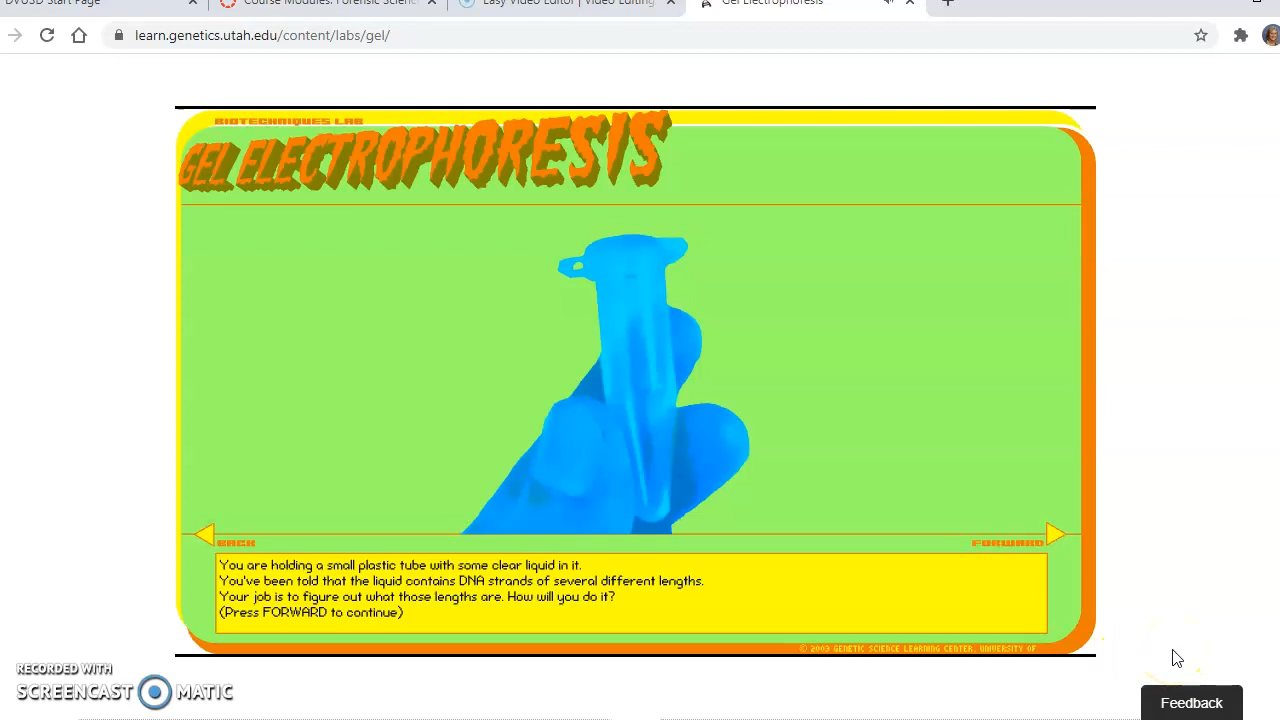 DVUSD Start Page
Course Modules: Forensic Scienc
Easy Video Editor | Video Editing
Gel Electrophoresis
learn.genetics.utah.edu/content/labs/gel/
BIOTECHNIQUES LAB
GEL ELECTROPHORESIS
BACK
FORWARD
You are holding a small plastic tube with some clear liquid in it.
You've been told that the liquid contains DNA strands of several different lengths.
Your job is to figure out what those lengths are. How will you do it?
(Press FORWARD to continue)
© 2003 GENETIC SCIENCE LEARNING CENTER, UNIVERSITY OF
RECORDED WITH
SCREENCAST MATIC
Feedback